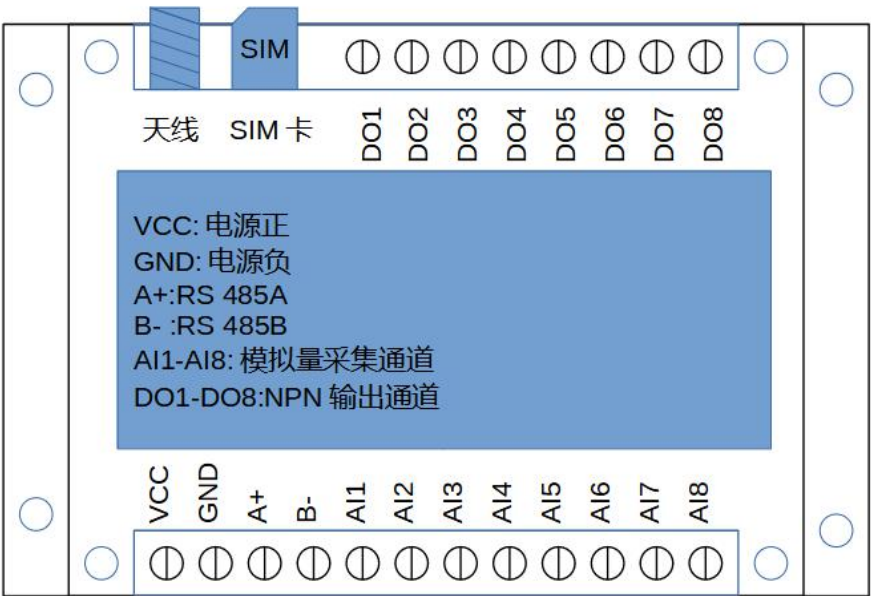 SIM
天线 SIM 卡 DO1 DO2 DO3 DO4 DO5 DO6 DO7 DO8
VCC: 电源正
GND: 电源负
A+:RS 485A
B- :RS 485B
AI1-AI8: 模拟量采集通道
DO1-DO8:NPN 输出通道
VCC GND A+ B- AI1 AI2 AI3 AI4 AI5 AI6 AI7 AI8